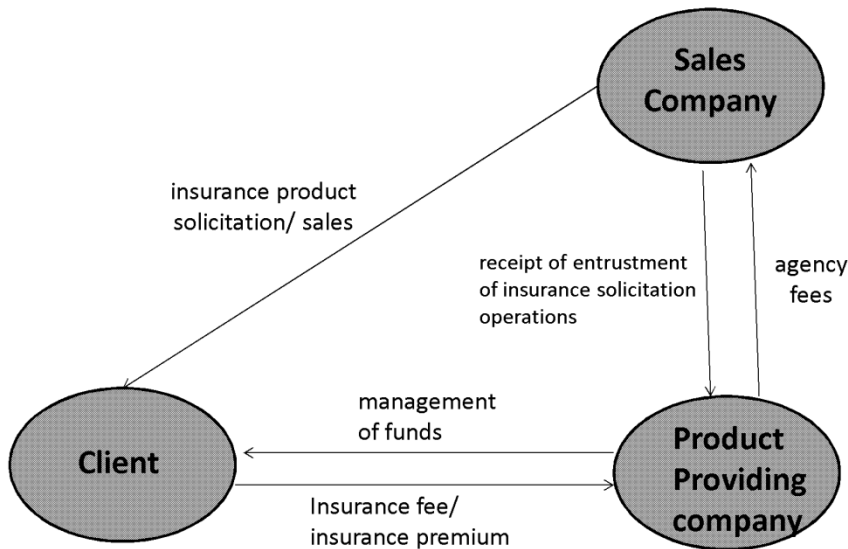 Sales
Company
insurance product
solicitation/ sales
receipt of entrustment
of insurance solicitation
operations
agency
fees
management
of funds
Client
Product
Providing
company
Insurance fee/
insurance premium